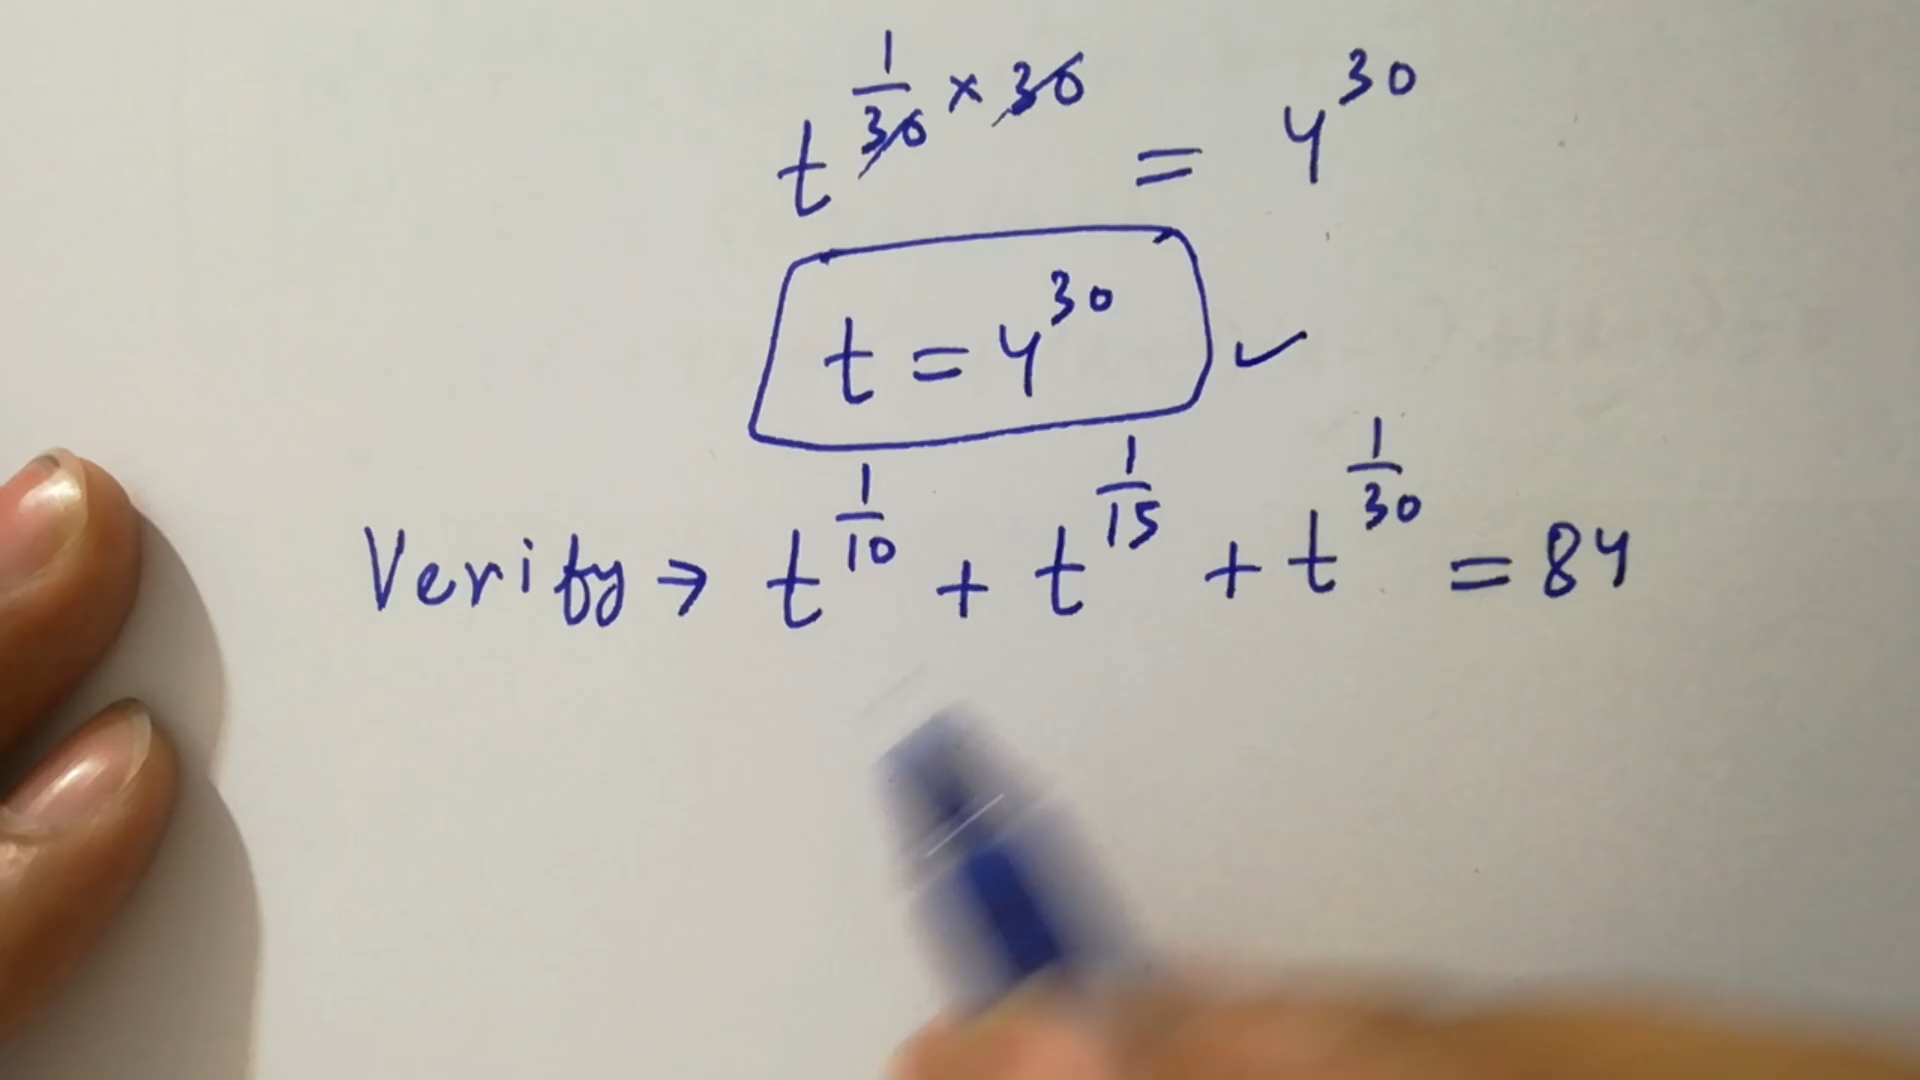 t^(1/30 × 30) = 4^30
t = 4^30 ✓
Verify → t^(1/10) + t^(1/15) + t^(1/30) = 84